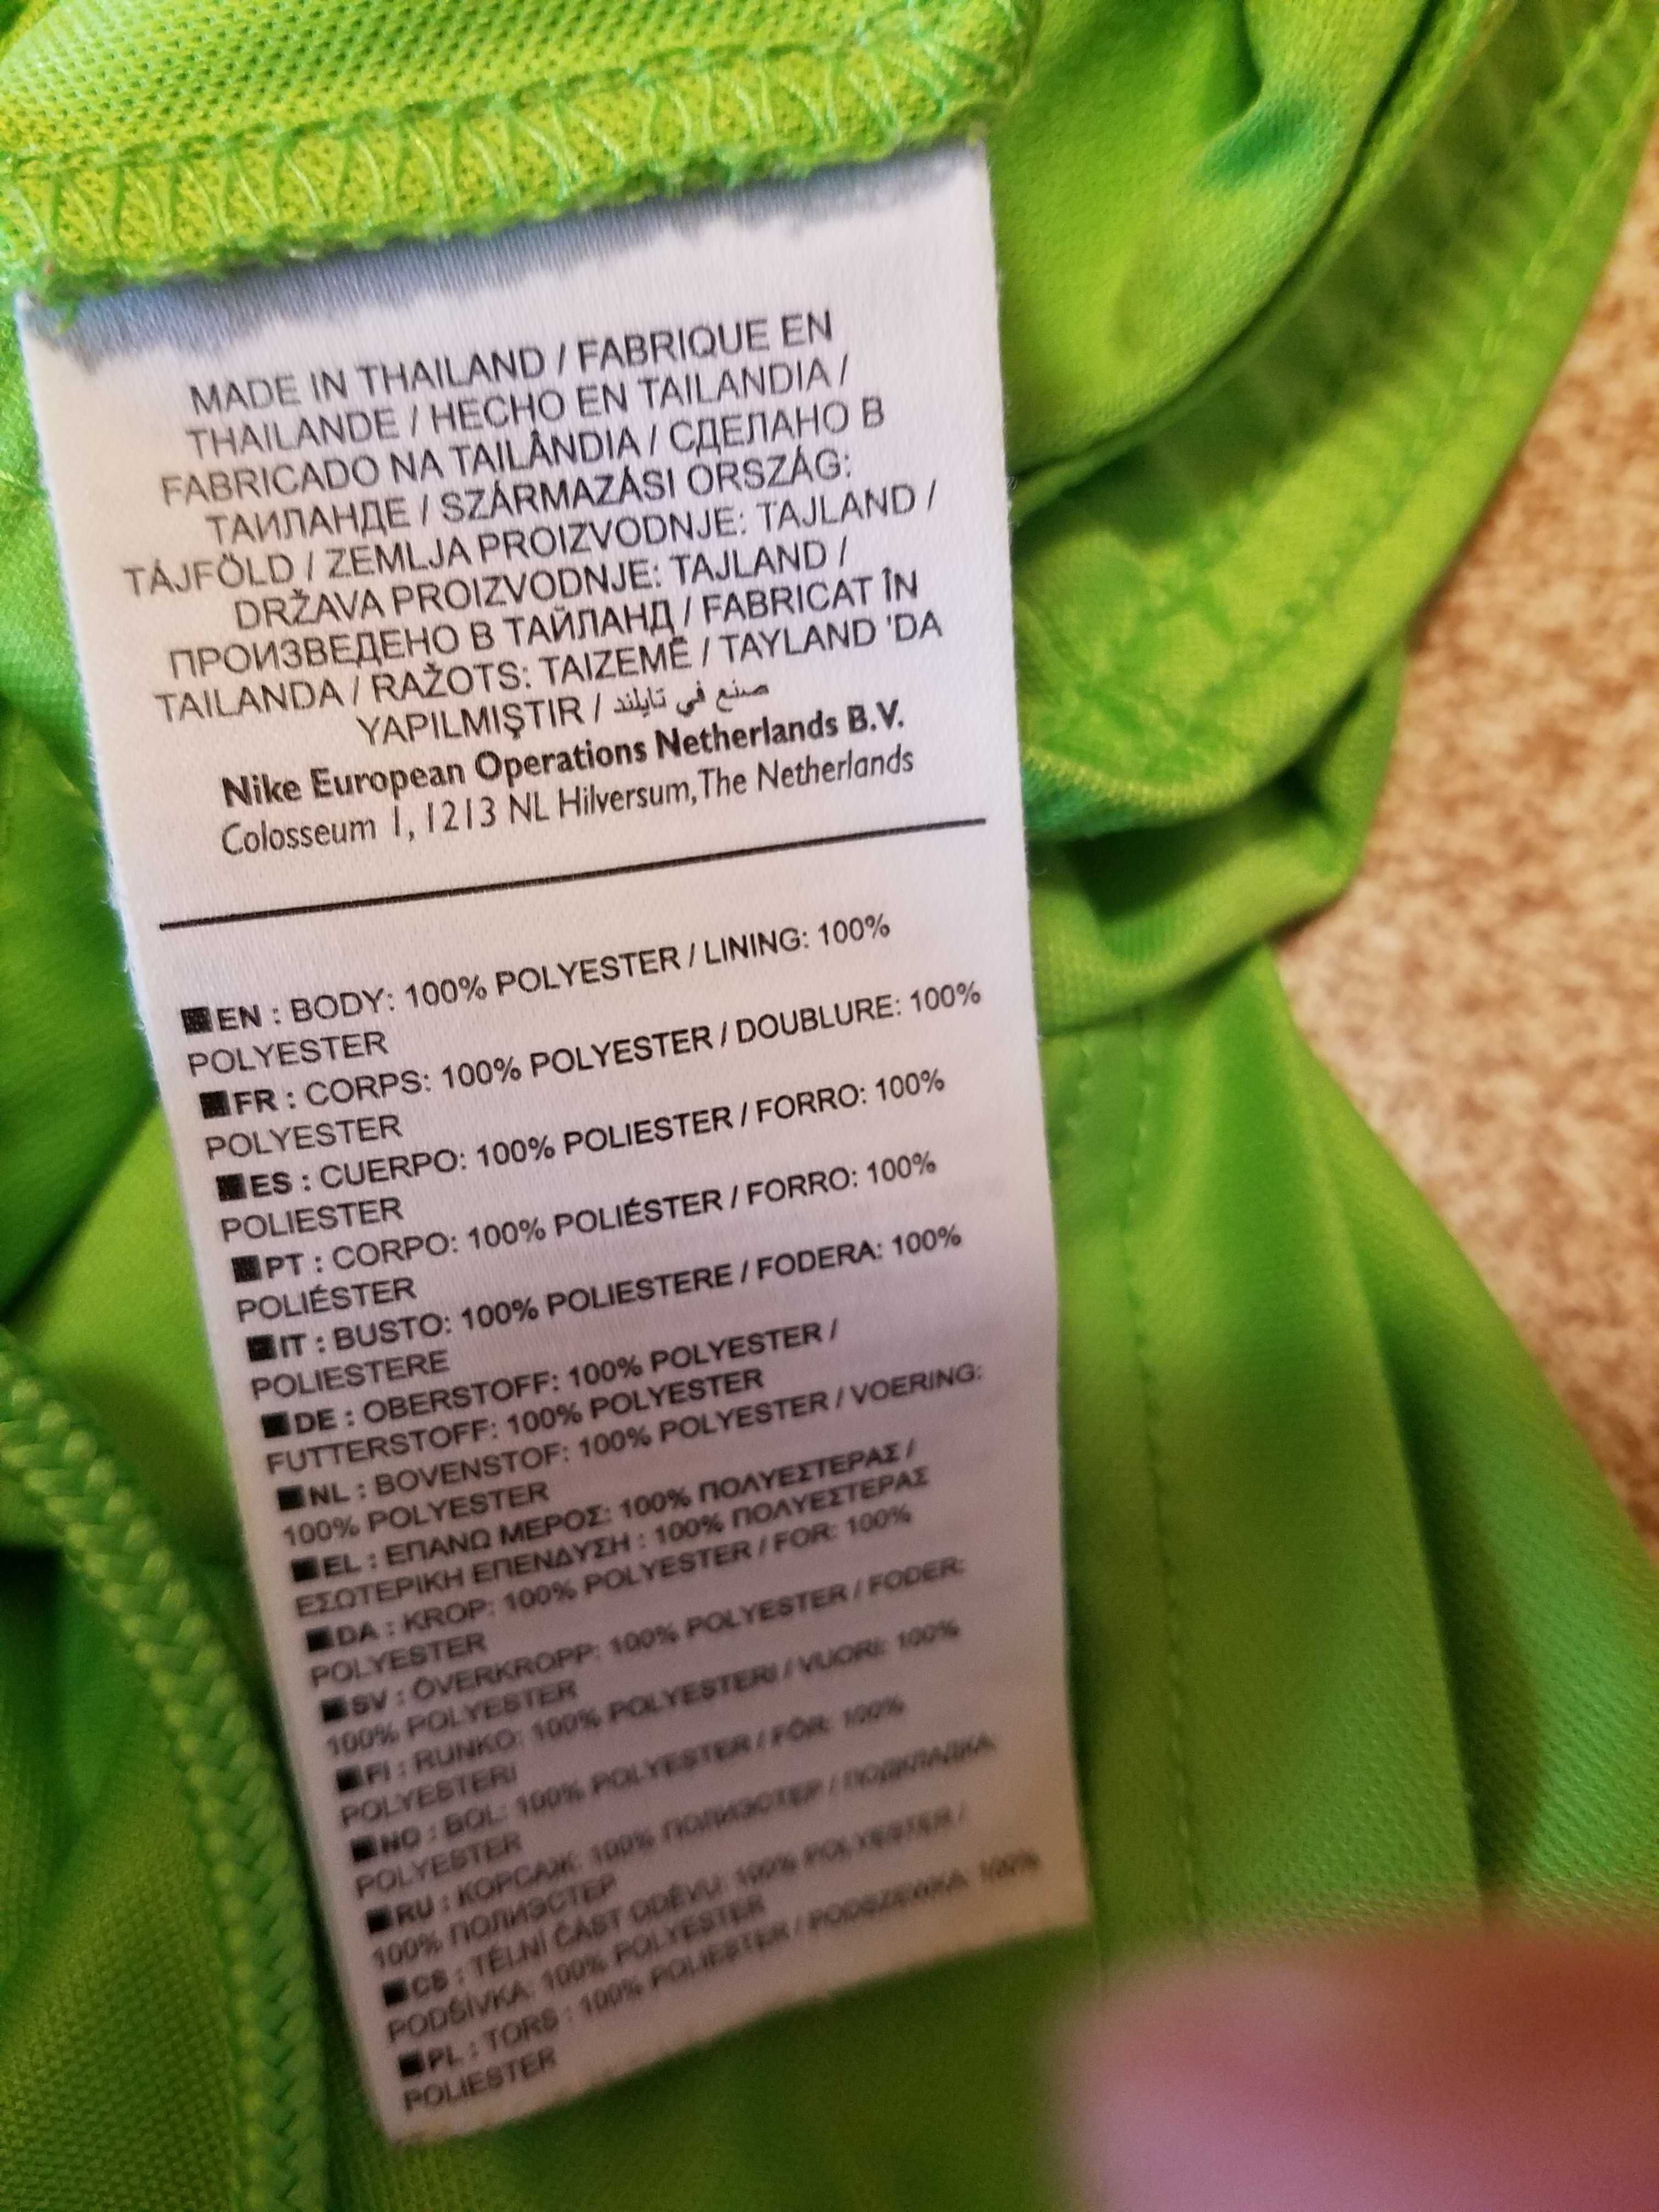 MADE IN THAILAND / FABRIQUE EN
THAILANDE / HECHO EN TAILANDIA /
FABRICADO NA TAILÂNDIA / СДЕЛАНО В
ТАИЛАНДЕ / SZÁRMAZÁSI ORSZÁG:
TÁJFÖLD / ZEMLJA PROIZVODNJE: TAJLAND /
DRŽAVA PROIZVODNJE: TAJLAND /
ПРОИЗВЕДЕНО В ТАЙЛАНД / FABRICAT ÎN
TAILANDA / RAŽOTS: TAIZEMĒ / TAYLAND 'DA
YAPILMIŞTIR / صنع في تايلند
Nike European Operations Netherlands B.V.
Colosseum 1, 1213 NL Hilversum, The Netherlands
EN : BODY: 100% POLYESTER / LINING: 100%
POLYESTER
FR : CORPS: 100% POLYESTER / DOUBLURE: 100%
POLYESTER
ES : CUERPO: 100% POLIESTER / FORRO: 100%
POLIESTER
PT : CORPO: 100% POLIÉSTER / FORRO: 100%
POLIÉSTER
IT : BUSTO: 100% POLIESTERE / FODERA: 100%
POLIESTERE
DE : OBERSTOFF: 100% POLYESTER /
FUTTERSTOFF: 100% POLYESTER
NL : BOVENSTOF: 100% POLYESTER / VOERING:
100% POLYESTER
EL : ΕΠΑΝΩ ΜΕΡΟΣ: 100% ΠΟΛΥΕΣΤΕΡΑΣ /
ΕΣΩΤΕΡΙΚΗ ΕΠΕΝΔΥΣΗ : 100% ΠΟΛΥΕΣΤΕΡΑΣ
DA : KROP: 100% POLYESTER / FOR: 100%
POLYESTER
SV : ÖVERKROPP: 100% POLYESTER / FODER:
100% POLYESTER
FI : RUNKO: 100% POLYESTERI / VUORI: 100%
POLYESTERI
NO : BOL: 100% POLYESTER / FÔR: 100%
POLYESTER
RU : КОРСАЖ: 100% ПОЛИЭСТЕР / ПОДКЛАДКА
100% ПОЛИЭСТЕР
CS : TĚLNÍ ČÁST ODĚVU: 100% POLYESTER /
PODŠÍVKA: 100% POLYESTER
PL : TORS : 100% POLIESTER / PODSZEWKA: 100%
POLIESTER